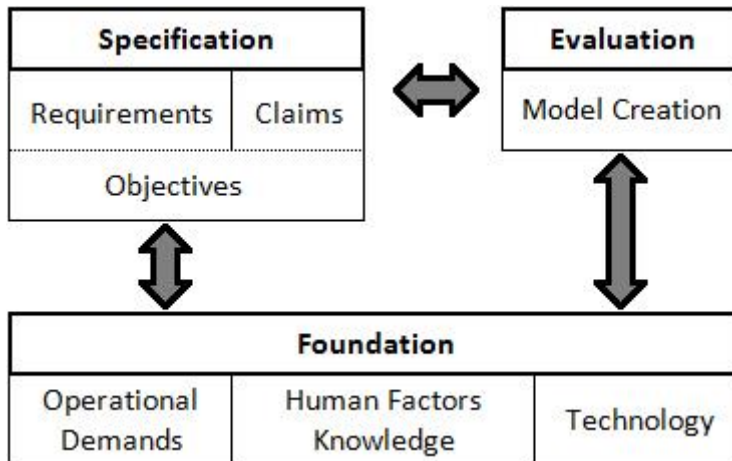 Specification
Evaluation
Requirements
Claims
Model Creation
Objectives
Foundation
Operational
Demands
Human Factors
Knowledge
Technology